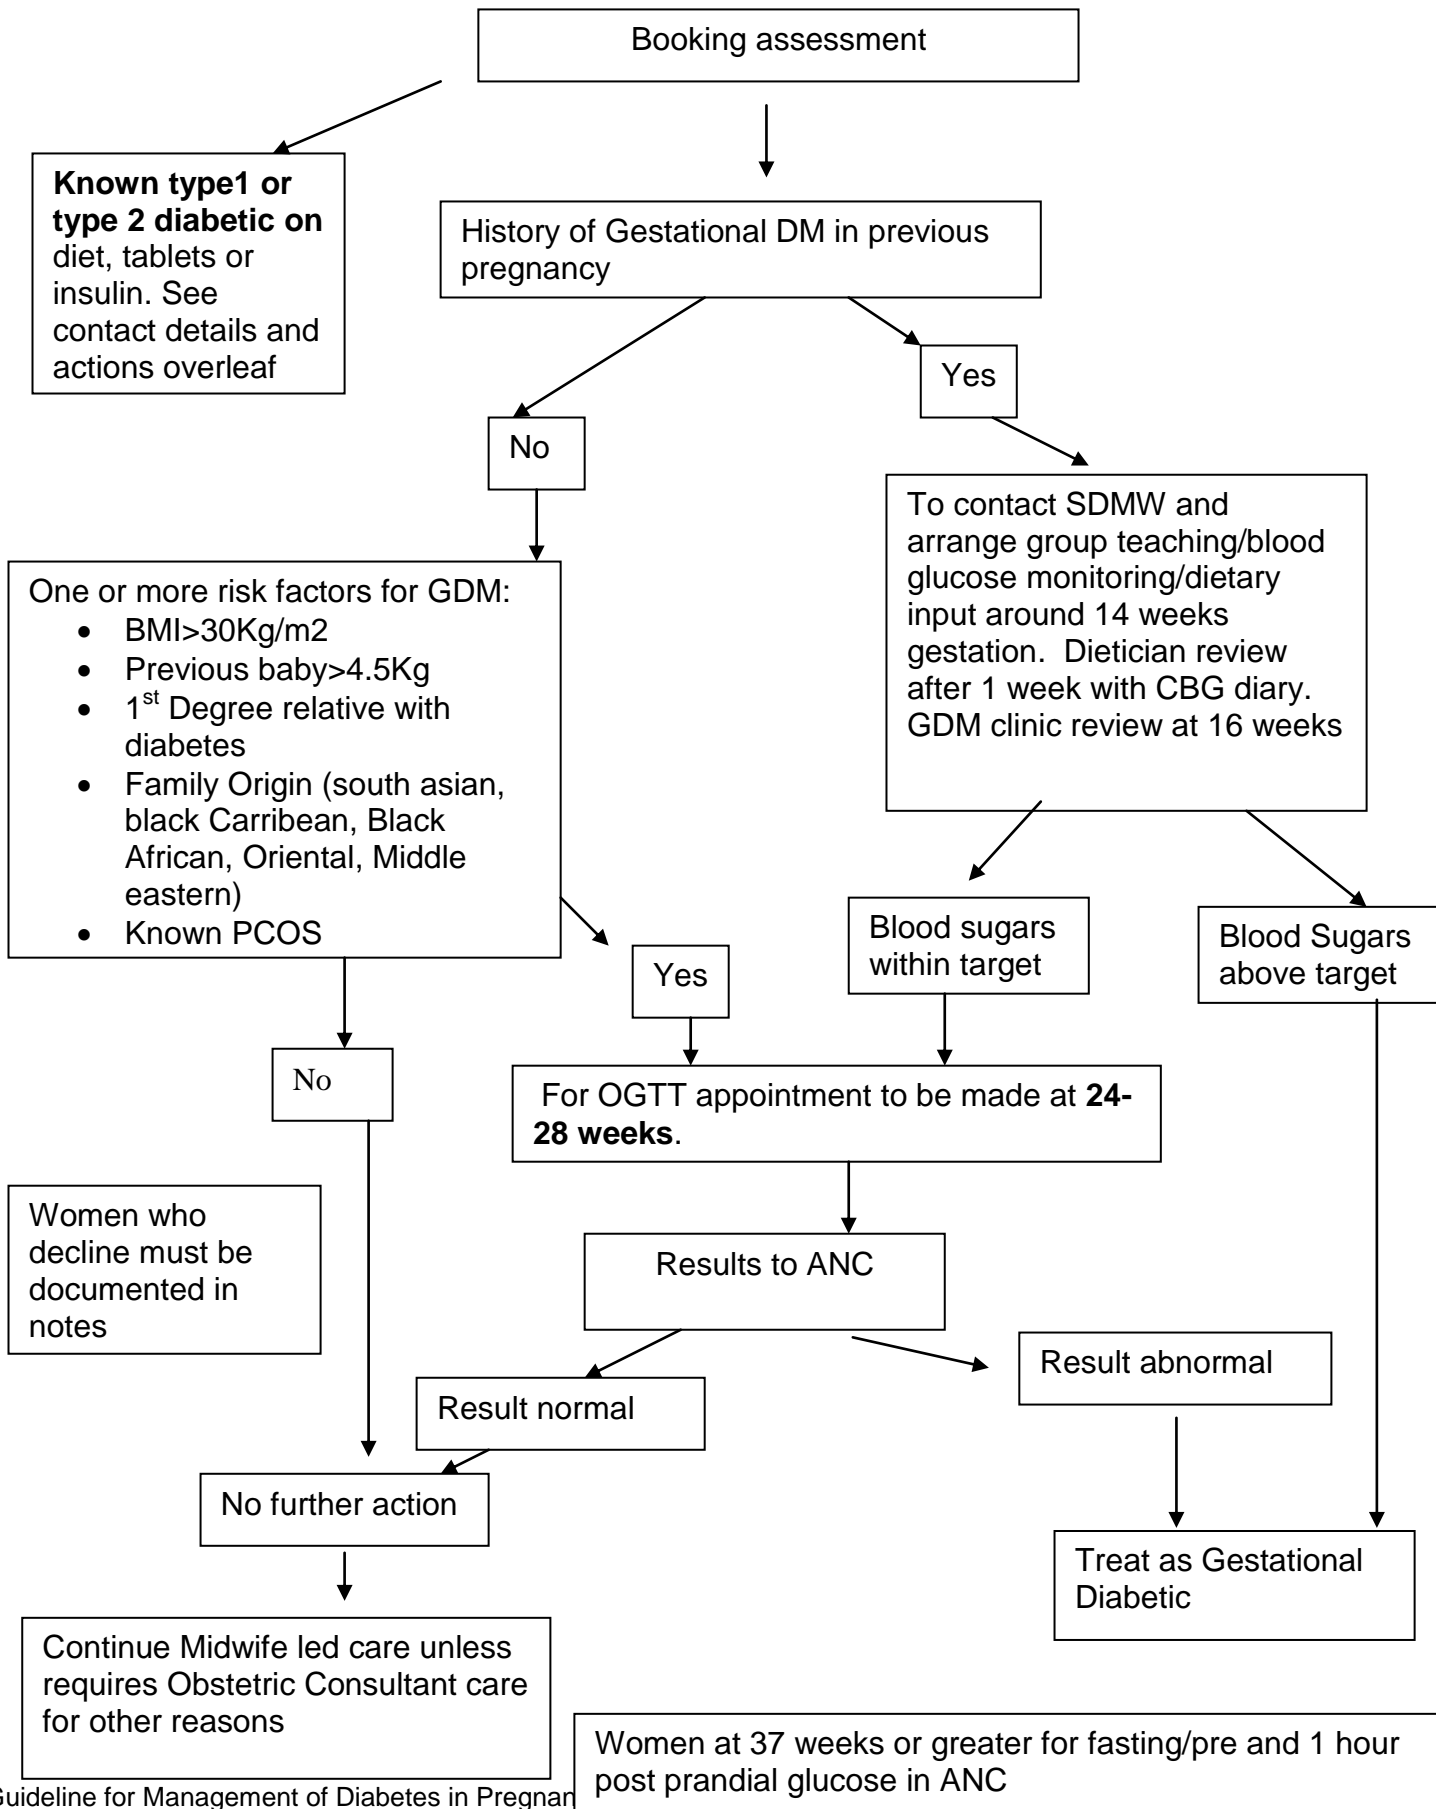 Booking assessment
Known type1 or
type 2 diabetic on
diet, tablets or
insulin. See
contact details and
actions overleaf
History of Gestational DM in previous
pregnancy
Yes
No
To contact SDMW and
arrange group teaching/blood
glucose monitoring/dietary
input around 14 weeks
gestation. Dietician review
after 1 week with CBG diary.
GDM clinic review at 16 weeks
One or more risk factors for GDM:
• BMI>30Kg/m2
• Previous baby>4.5Kg
• 1st Degree relative with
diabetes
• Family Origin (south asian,
black Carribean, Black
African, Oriental, Middle
eastern)
• Known PCOS
Blood sugars
within target
Blood Sugars
above target
Yes
No
For OGTT appointment to be made at 24-
28 weeks.
Women who
decline must be
documented in
notes
Results to ANC
Result abnormal
Result normal
No further action
Treat as Gestational
Diabetic
Continue Midwife led care unless
requires Obstetric Consultant care
for other reasons
Women at 37 weeks or greater for fasting/pre and 1 hour
post prandial glucose in ANC
Guideline for Management of Diabetes in Pregnan